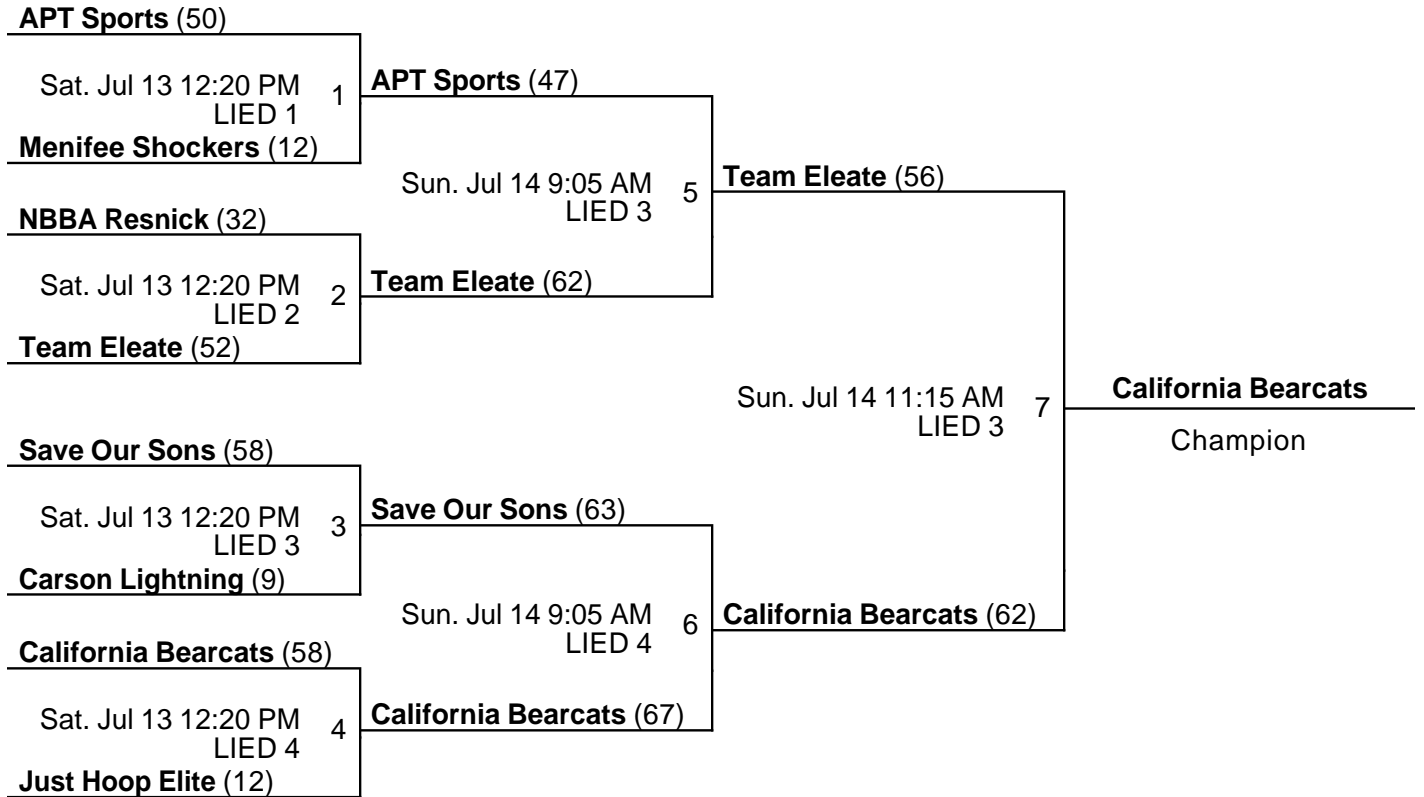 APT Sports (50)
Sat. Jul 13 12:20 PM
LIED 1
1
Menifee Shockers (12)
NBBA Resnick (32)
Sat. Jul 13 12:20 PM
LIED 2
2
Team Eleate (52)
Save Our Sons (58)
Sat. Jul 13 12:20 PM
LIED 3
3
Carson Lightning (9)
California Bearcats (58)
Sat. Jul 13 12:20 PM
LIED 4
4
Just Hoop Elite (12)
APT Sports (47)
Sun. Jul 14 9:05 AM
LIED 3
5
Team Eleate (62)
Save Our Sons (63)
Sun. Jul 14 9:05 AM
LIED 4
6
California Bearcats (67)
Team Eleate (56)
Sun. Jul 14 11:15 AM
LIED 3
7
California Bearcats (62)
California Bearcats
Champion